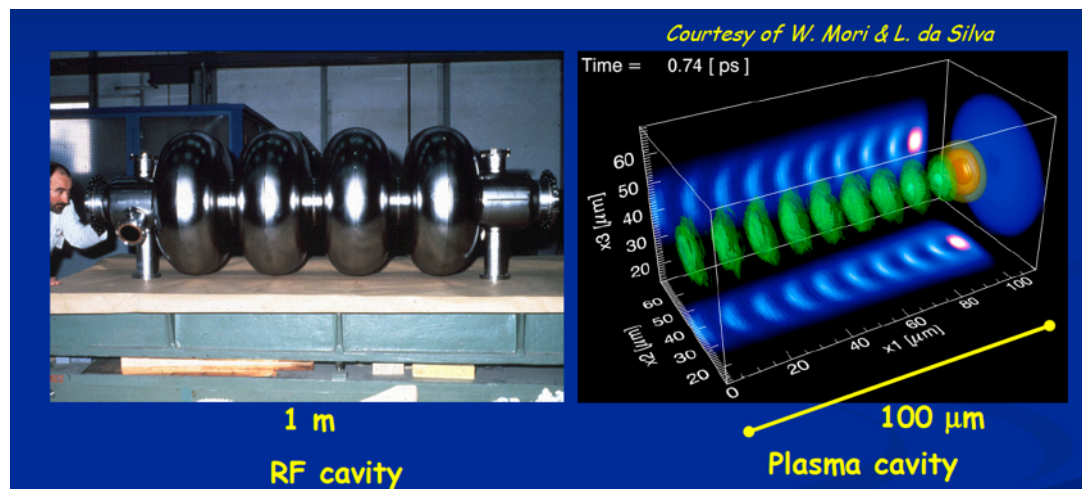 Courtesy of W. Mori & L. da Silva
Time = 0.74 [ ps ]
60
50
40
30
20
x3 [μm]
60
50
40
30
20
x2 [μm]
0
20
40
60
80
100
x1 [μm]
1 m
100 μm
RF cavity
Plasma cavity